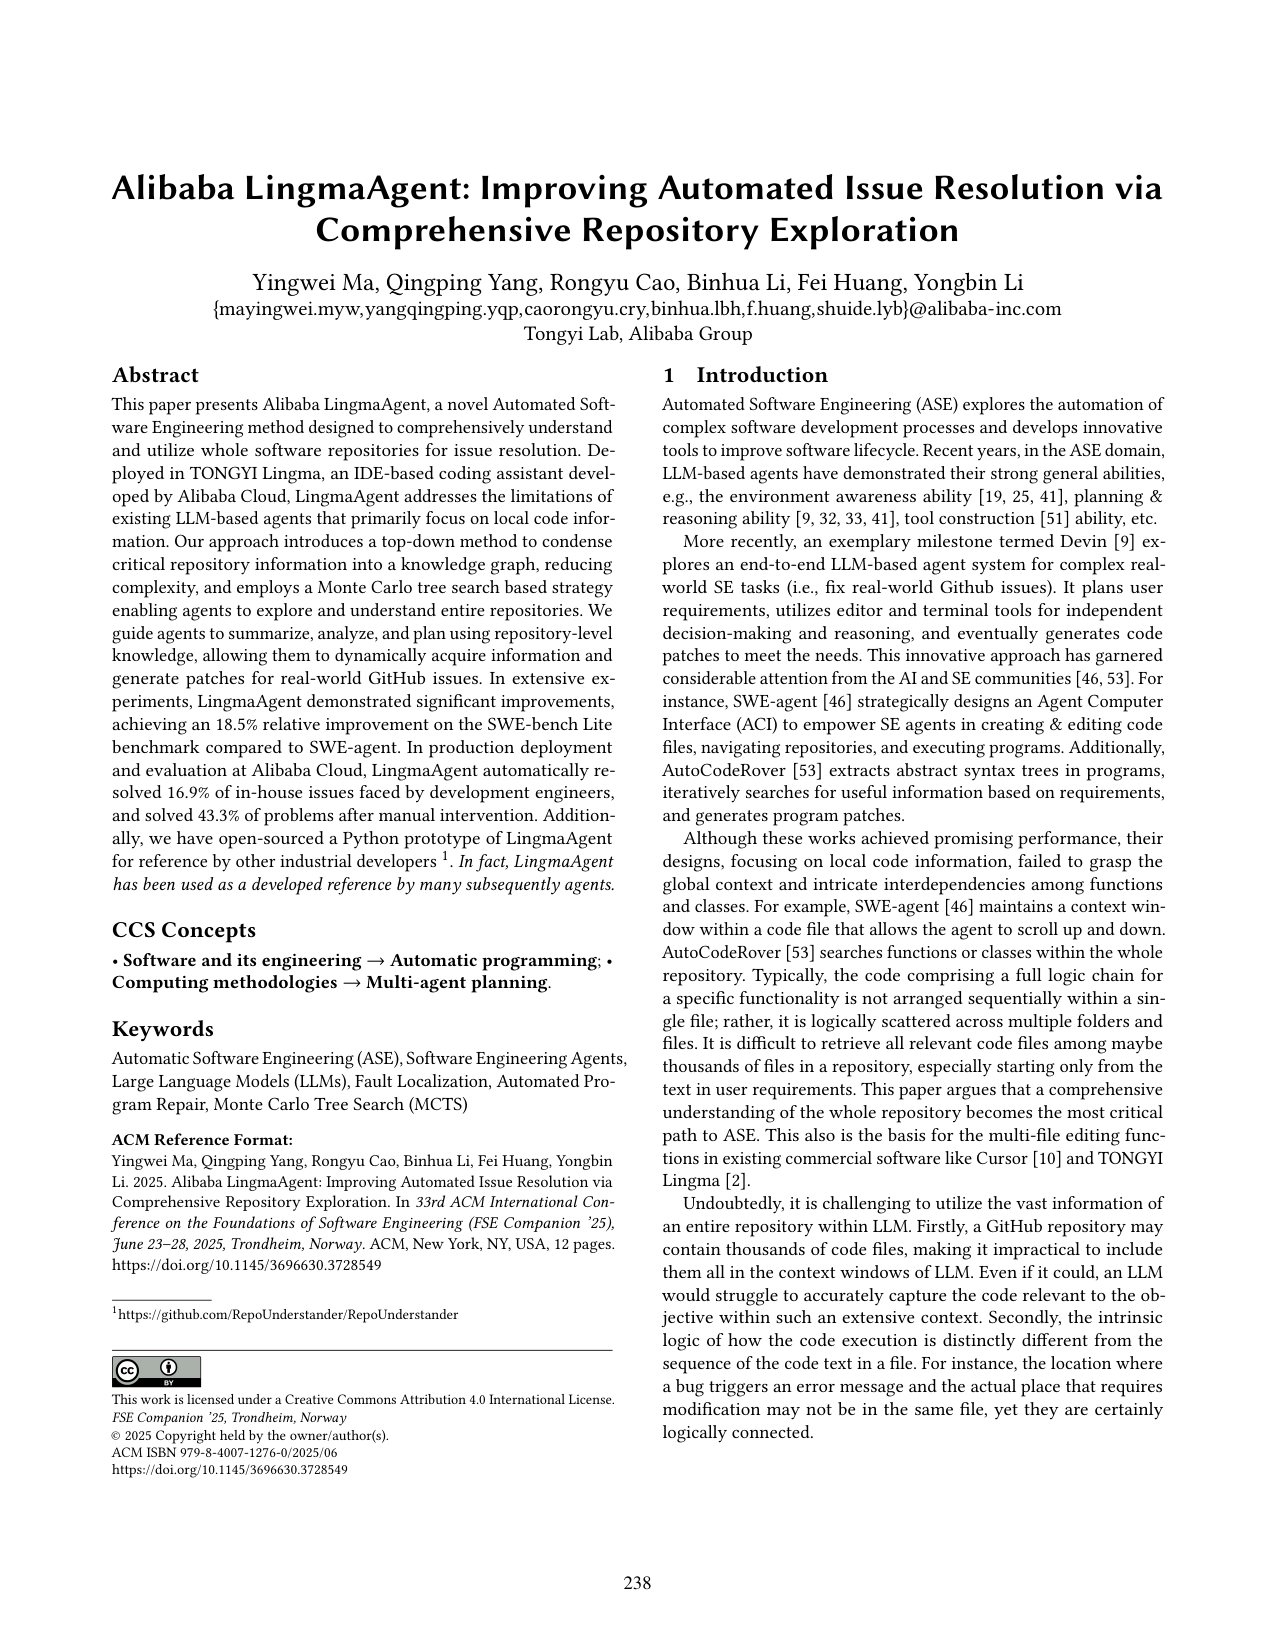 Alibaba LingmaAgent: Improving Automated Issue Resolution via
Comprehensive Repository Exploration
Yingwei Ma, Qingping Yang, Rongyu Cao, Binhua Li, Fei Huang, Yongbin Li
{mayingwei.myw,yangqingping.yqp,caorongyu.cry,binhua.lbh,f.huang,shuide.lyb}@alibaba-inc.com
Tongyi Lab, Alibaba Group
Abstract
This paper presents Alibaba LingmaAgent, a novel Automated Soft-
ware Engineering method designed to comprehensively understand
and utilize whole software repositories for issue resolution. De-
ployed in TONGYI Lingma, an IDE-based coding assistant devel-
oped by Alibaba Cloud, LingmaAgent addresses the limitations of
existing LLM-based agents that primarily focus on local code infor-
mation. Our approach introduces a top-down method to condense
critical repository information into a knowledge graph, reducing
complexity, and employs a Monte Carlo tree search based strategy
enabling agents to explore and understand entire repositories. We
guide agents to summarize, analyze, and plan using repository-level
knowledge, allowing them to dynamically acquire information and
generate patches for real-world GitHub issues. In extensive ex-
periments, LingmaAgent demonstrated significant improvements,
achieving an 18.5% relative improvement on the SWE-bench Lite
benchmark compared to SWE-agent. In production deployment
and evaluation at Alibaba Cloud, LingmaAgent automatically re-
solved 16.9% of in-house issues faced by development engineers,
and solved 43.3% of problems after manual intervention. Addition-
ally, we have open-sourced a Python prototype of LingmaAgent
for reference by other industrial developers 1. In fact, LingmaAgent
has been used as a developed reference by many subsequently agents.
CCS Concepts
• Software and its engineering → Automatic programming; •
Computing methodologies → Multi-agent planning.
Keywords
Automatic Software Engineering (ASE), Software Engineering Agents,
Large Language Models (LLMs), Fault Localization, Automated Pro-
gram Repair, Monte Carlo Tree Search (MCTS)
ACM Reference Format:
Yingwei Ma, Qingping Yang, Rongyu Cao, Binhua Li, Fei Huang, Yongbin
Li. 2025. Alibaba LingmaAgent: Improving Automated Issue Resolution via
Comprehensive Repository Exploration. In 33rd ACM International Con-
ference on the Foundations of Software Engineering (FSE Companion ’25),
June 23–28, 2025, Trondheim, Norway. ACM, New York, NY, USA, 12 pages.
https://doi.org/10.1145/3696630.3728549
1https://github.com/RepoUnderstander/RepoUnderstander
cc BY
This work is licensed under a Creative Commons Attribution 4.0 International License.
FSE Companion ’25, Trondheim, Norway
© 2025 Copyright held by the owner/author(s).
ACM ISBN 979-8-4007-1276-0/2025/06
https://doi.org/10.1145/3696630.3728549
1 Introduction
Automated Software Engineering (ASE) explores the automation of
complex software development processes and develops innovative
tools to improve software lifecycle. Recent years, in the ASE domain,
LLM-based agents have demonstrated their strong general abilities,
e.g., the environment awareness ability [19, 25, 41], planning &
reasoning ability [9, 32, 33, 41], tool construction [51] ability, etc.
More recently, an exemplary milestone termed Devin [9] ex-
plores an end-to-end LLM-based agent system for complex real-
world SE tasks (i.e., fix real-world Github issues). It plans user
requirements, utilizes editor and terminal tools for independent
decision-making and reasoning, and eventually generates code
patches to meet the needs. This innovative approach has garnered
considerable attention from the AI and SE communities [46, 53]. For
instance, SWE-agent [46] strategically designs an Agent Computer
Interface (ACI) to empower SE agents in creating & editing code
files, navigating repositories, and executing programs. Additionally,
AutoCodeRover [53] extracts abstract syntax trees in programs,
iteratively searches for useful information based on requirements,
and generates program patches.
Although these works achieved promising performance, their
designs, focusing on local code information, failed to grasp the
global context and intricate interdependencies among functions
and classes. For example, SWE-agent [46] maintains a context win-
dow within a code file that allows the agent to scroll up and down.
AutoCodeRover [53] searches functions or classes within the whole
repository. Typically, the code comprising a full logic chain for
a specific functionality is not arranged sequentially within a sin-
gle file; rather, it is logically scattered across multiple folders and
files. It is difficult to retrieve all relevant code files among maybe
thousands of files in a repository, especially starting only from the
text in user requirements. This paper argues that a comprehensive
understanding of the whole repository becomes the most critical
path to ASE. This also is the basis for the multi-file editing func-
tions in existing commercial software like Cursor [10] and TONGYI
Lingma [2].
Undoubtedly, it is challenging to utilize the vast information of
an entire repository within LLM. Firstly, a GitHub repository may
contain thousands of code files, making it impractical to include
them all in the context windows of LLM. Even if it could, an LLM
would struggle to accurately capture the code relevant to the ob-
jective within such an extensive context. Secondly, the intrinsic
logic of how the code execution is distinctly different from the
sequence of the code text in a file. For instance, the location where
a bug triggers an error message and the actual place that requires
modification may not be in the same file, yet they are certainly
logically connected.
238